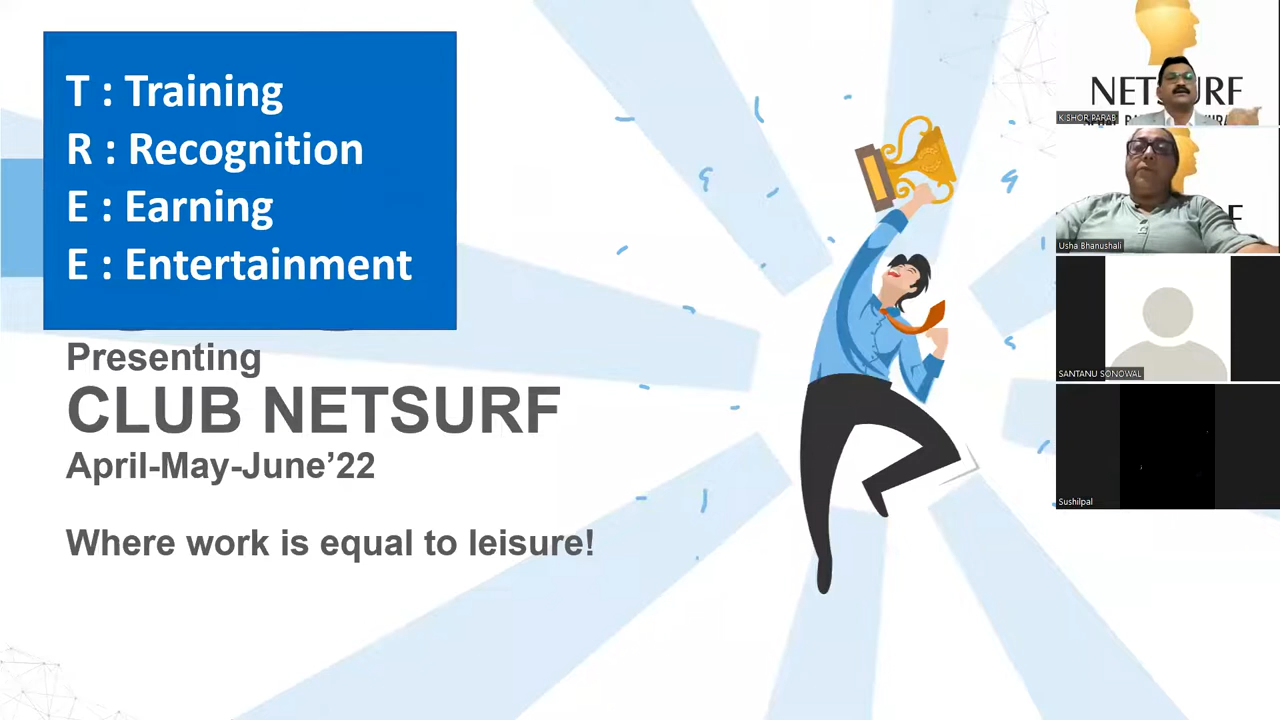 T : Training
R : Recognition
E : Earning
E : Entertainment
Presenting
CLUB NETSURF
April-May-June’22
Where work is equal to leisure!
NETSURF
KISHOR PARAB
Usha Bhanushali
SANTANU SONOWAL
Sushilpal